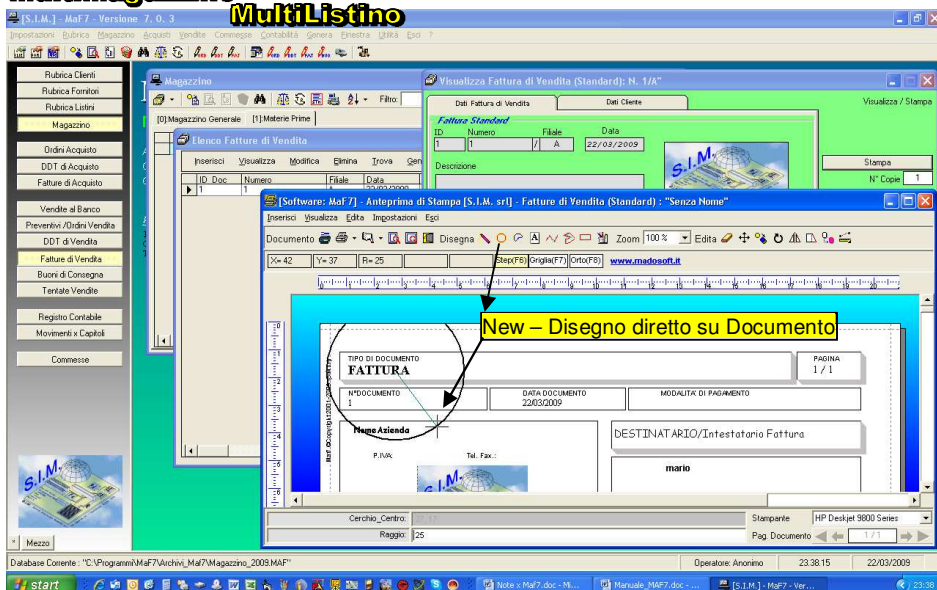 MultiListino
[S.I.M.] - MaF7 - Versione 7. 0. 3
Impostazioni Rubrica Magazzino Acquisti Vendite Commesse Contabilità Genera Finestra Utilità Esci ?
Rubrica Clienti
Rubrica Fornitori
Rubrica Listini
Magazzino
Ordini Acquisto
DDT di Acquisto
Fatture di Acquisto
Vendite al Banco
Preventivi /Ordini Vendita
DDT di Vendita
Fatture di Vendita
Buoni di Consegna
Tentate Vendite
Registro Contabile
Movimenti x Capitoli
Commesse
S.I.M.
* Mezzo
Magazzino
Filtro:
[0]:Magazzino Generale [1]:Materie Prime
Elenco Fatture di Vendita
Inserisci Visualizza Modifica Elimina Trova Gen
ID Doc Numero Filiale Data
1 1 A 22/03/2009
Visualizza Fattura di Vendita (Standard): N. 1/A"
Dati Fattura di Vendita Dati Cliente
Visualizza / Stampa
Fattura Standard
ID Numero Filiale Data
1 1 / A 22/03/2009
Descrizione
S.I.M.
Stampa
N° Copie 1
[Software: MaF7] - Anteprima di Stampa [S.I.M. srl] - Fatture di Vendita (Standard) : "Senza Nome"
Inserisci Visualizza Edita Impostazioni Esci
Documento Disegna Zoom 100 % Edita
X= 42 Y= 37 R= 25 Step(F6) Griglia(F7) Orto(F8) www.madosoft.it
New – Disegno diretto su Documento
TIPO DI DOCUMENTO
FATTURA
PAGINA
1 / 1
N°DOCUMENTO
1
DATA DOCUMENTO
22/03/2009
MODALITA' DI PAGAMENTO
Nome Azienda
P.IVA: Tel. Fax.:
S.I.M.
DESTINATARIO/Intestatario Fattura
mario
Cerchio_Centro:
Raggio: 25
Stampante HP Deskjet 9800 Series
Pag. Documento 1 / 1
Database Corrente : "C:\Programmi\MaF7\Archivi_Maf7\Magazzino_2009.MAF"
Operatore: Anonimo 23.38.15 22/03/2009
start
Note x Maf7.doc - Mi...
Manuale_MAF7.doc - ...
[S.I.M.] - MaF7 - Ver...
23:38